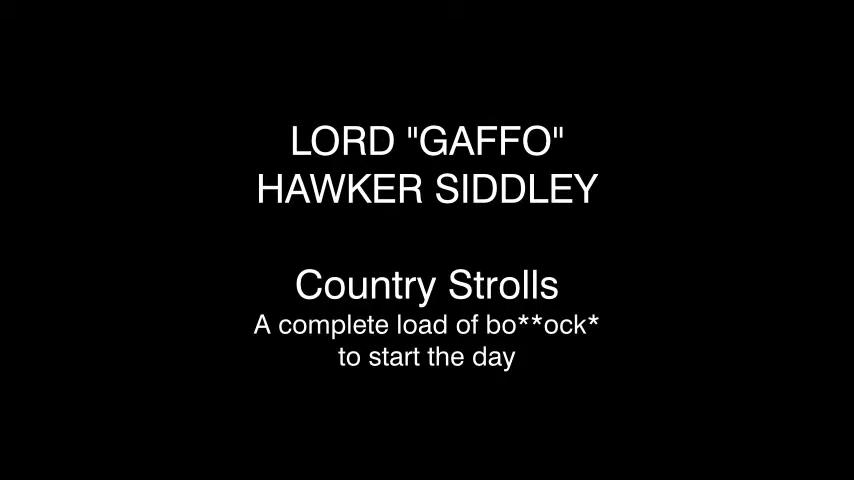 LORD "GAFFO"
HAWKER SIDDLEY
Country Strolls
A complete load of bo**ock*
to start the day